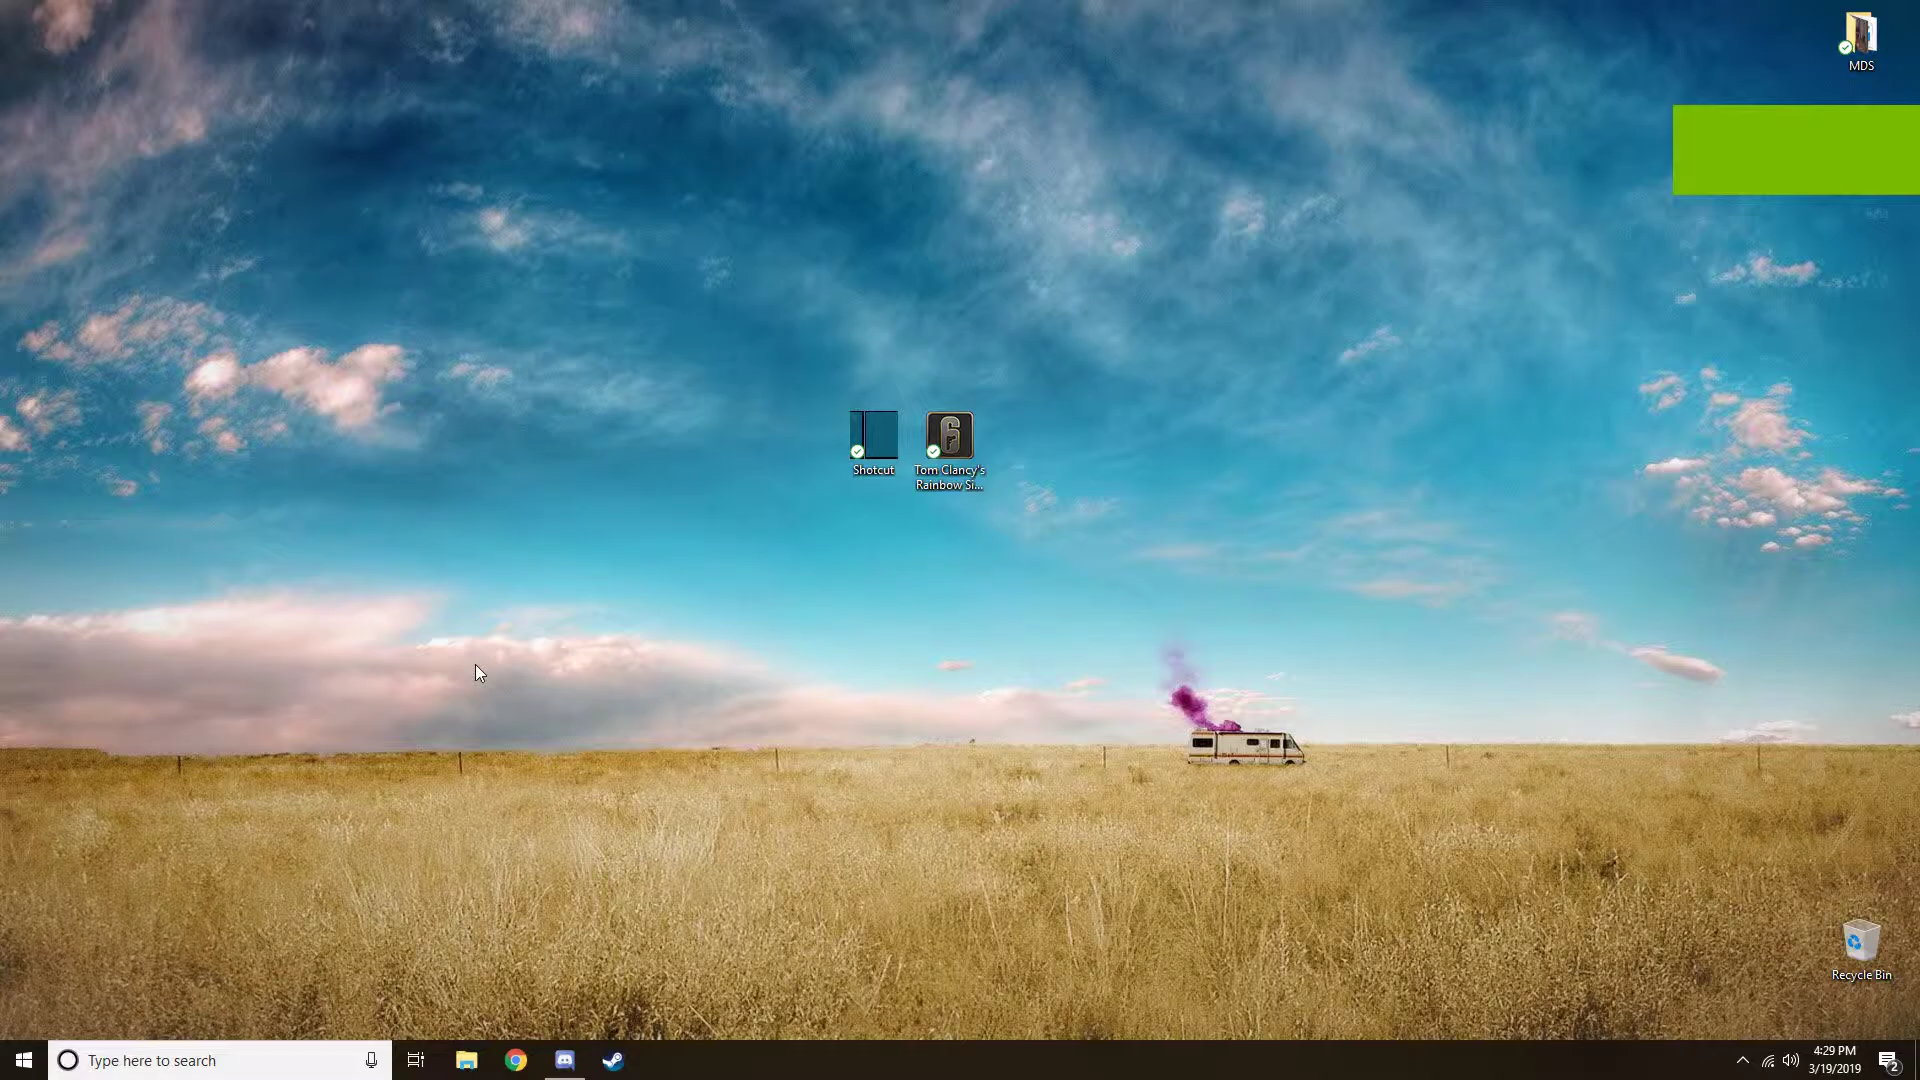 MDS
Shotcut
Tom Clancy's
Rainbow Si...
Recycle Bin
Type here to search
4:29 PM
3/19/2019
2